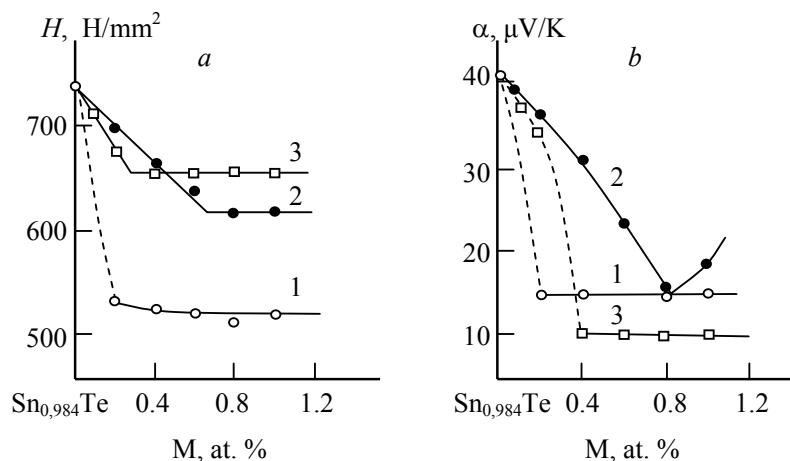 H, H/mm²
a
700
600
500
3
2
1
Sn0,984Te 0.4 0.8 1.2
M, at. %
α, μV/K
b
40
30
20
10
2
1
3
Sn0,984Te 0.4 0.8 1.2
M, at. %